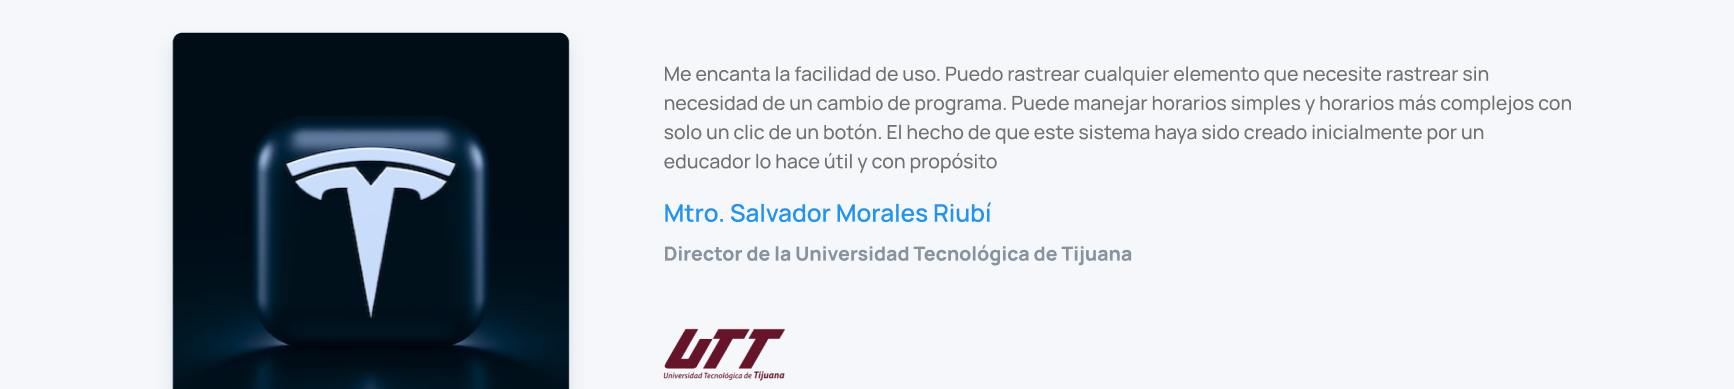 Me encanta la facilidad de uso. Puedo rastrear cualquier elemento que necesite rastrear sin
necesidad de un cambio de programa. Puede manejar horarios simples y horarios más complejos con
solo un clic de un botón. El hecho de que este sistema haya sido creado inicialmente por un
educador lo hace útil y con propósito
Mtro. Salvador Morales Riubí
Director de la Universidad Tecnológica de Tijuana
UTT
Universidad Tecnológica de Tijuana